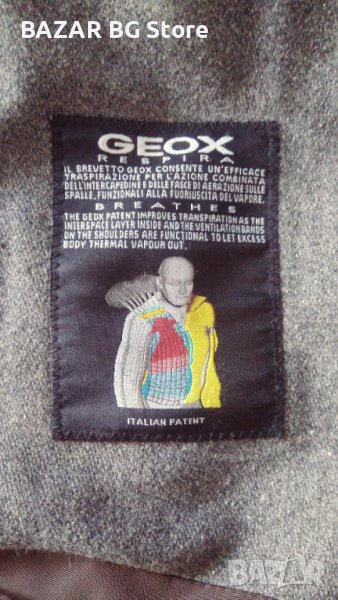 BAZAR BG Store
GEOX
RESPIRA
IL BREVETTO GEOX CONSENTE UN'EFFICACE
TRASPIRAZIONE PER L'AZIONE COMBINATA
DELL'INTERCAPEDINE E DELLE FASCE DI AERAZIONE SULLE
SPALLE, FUNZIONALI ALLA FUORIUSCITA DEL VAPORE.
BREATHES
THE GEOX PATENT IMPROVES TRANSPIRATION AS THE
INTERSPACE LAYER INSIDE AND THE VENTILATION BANDS
ON THE SHOULDERS ARE FUNCTIONAL TO LET EXCESS
BODY THERMAL VAPOUR OUT.
ITALIAN PATENT
BAZAR